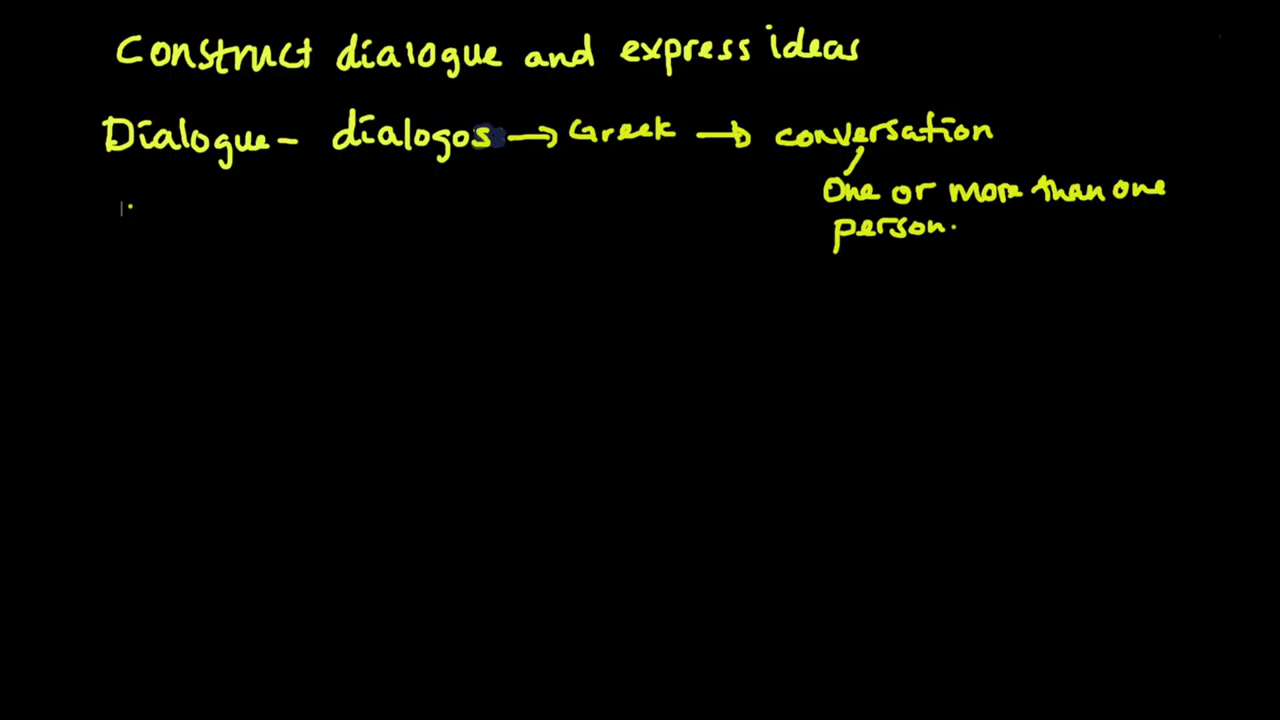 Construct dialogue and express ideas
Dialogue - dialogos → Greek → conversation
One or more than one
person.